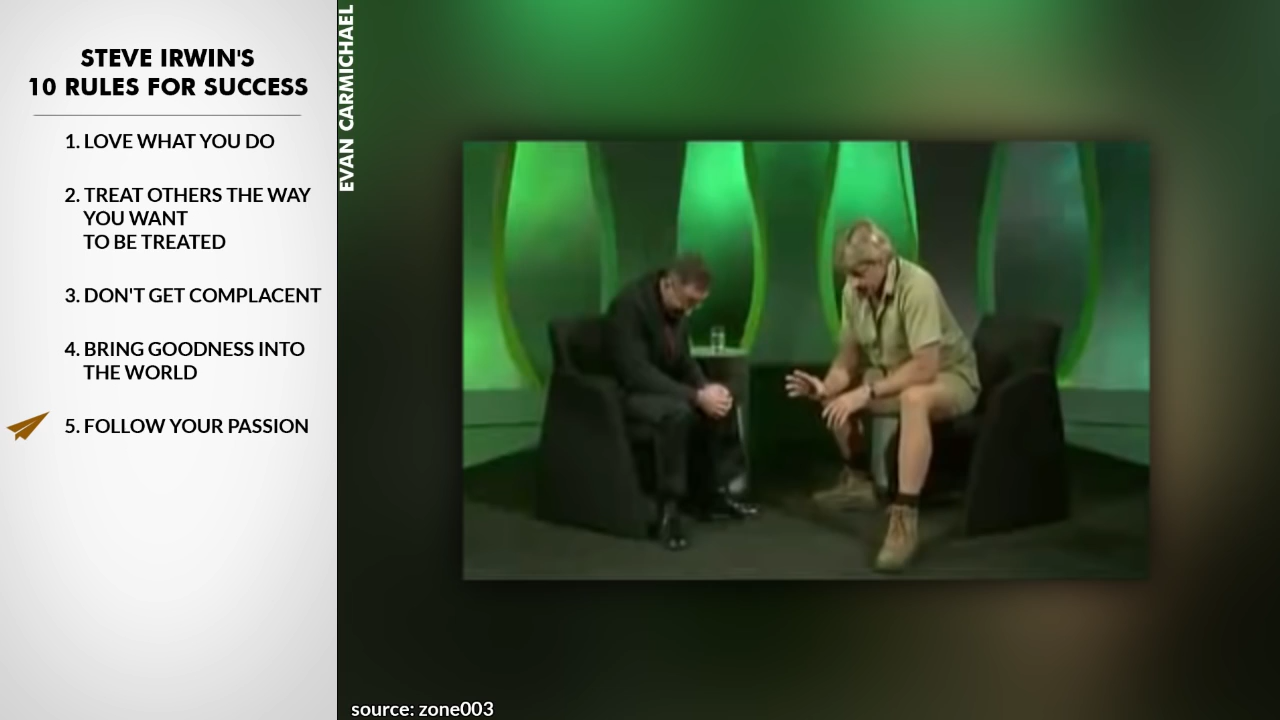 STEVE IRWIN'S
10 RULES FOR SUCCESS
1. LOVE WHAT YOU DO
2. TREAT OTHERS THE WAY
YOU WANT
TO BE TREATED
3. DON'T GET COMPLACENT
4. BRING GOODNESS INTO
THE WORLD
5. FOLLOW YOUR PASSION
EVAN CARMICHAEL
source: zone003